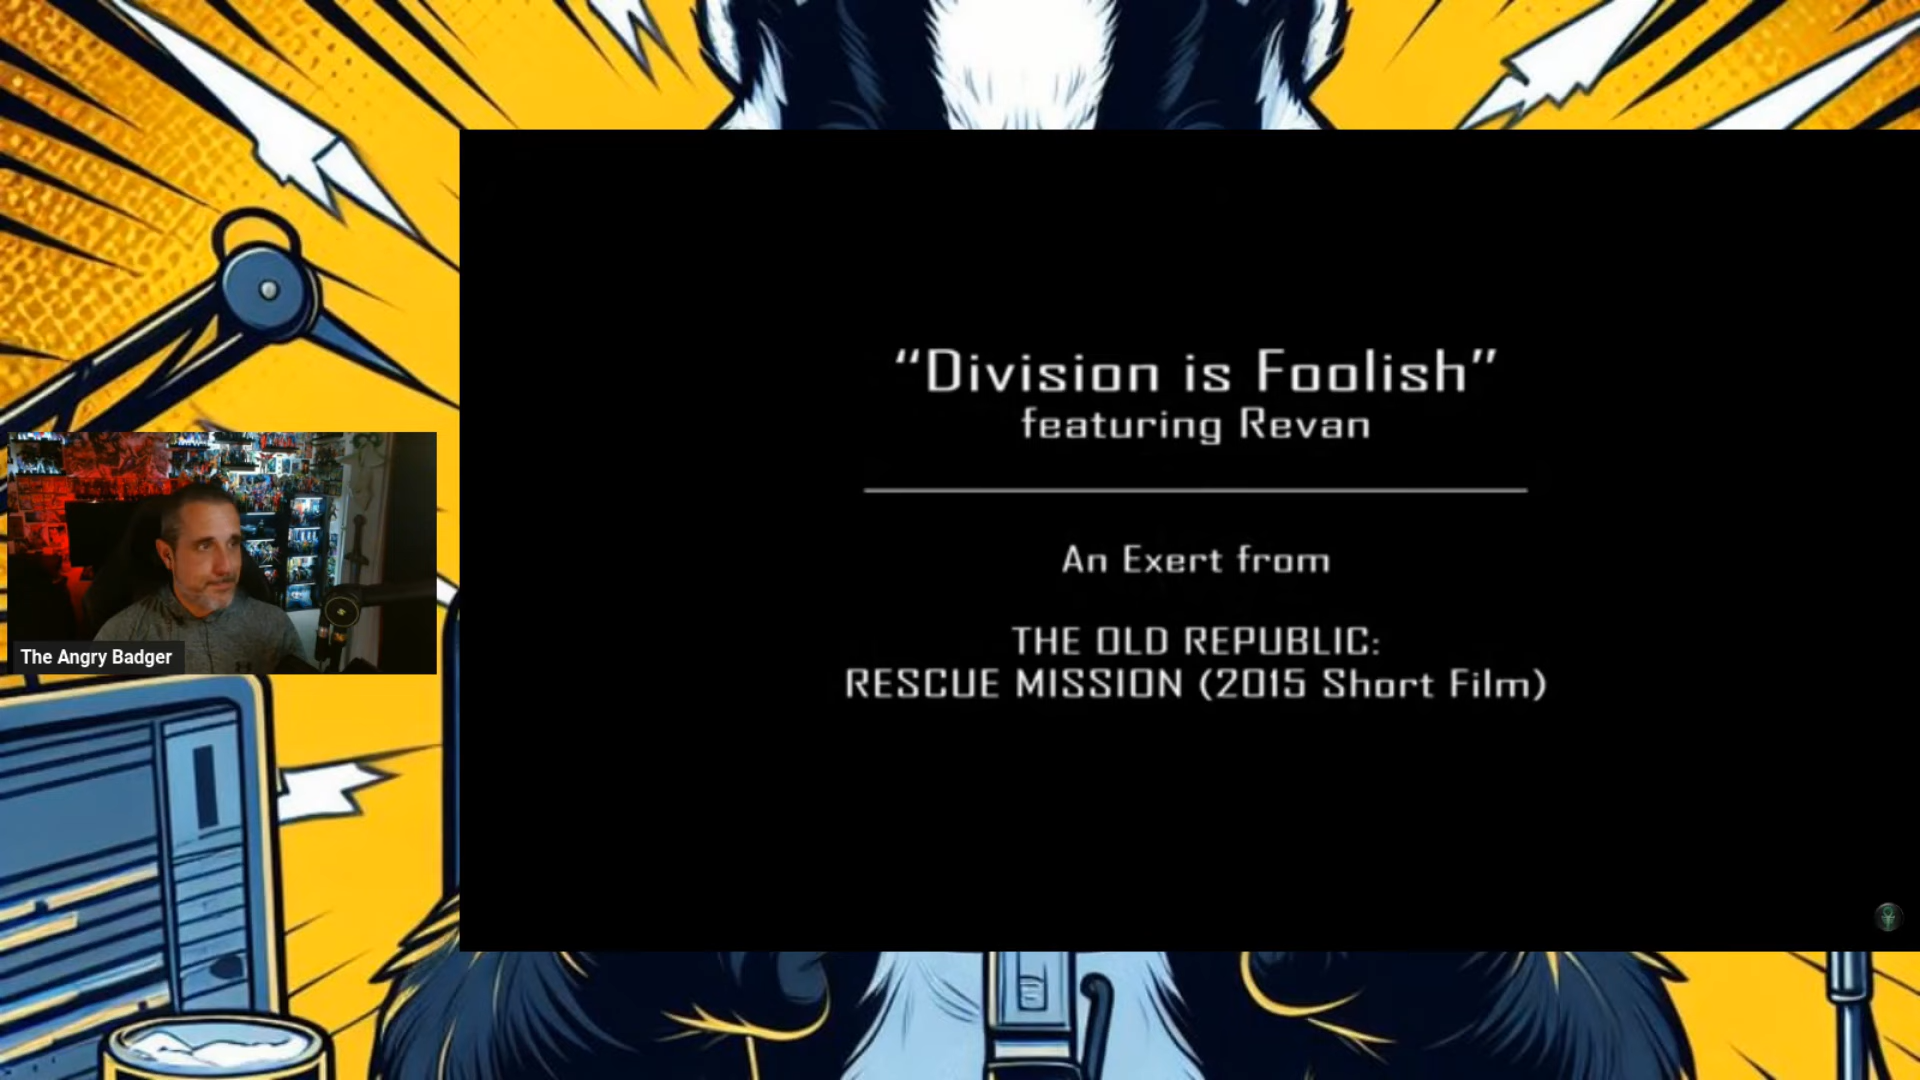 “Division is Foolish”
featuring Revan
An Exert from
THE OLD REPUBLIC:
RESCUE MISSION (2015 Short Film)
The Angry Badger